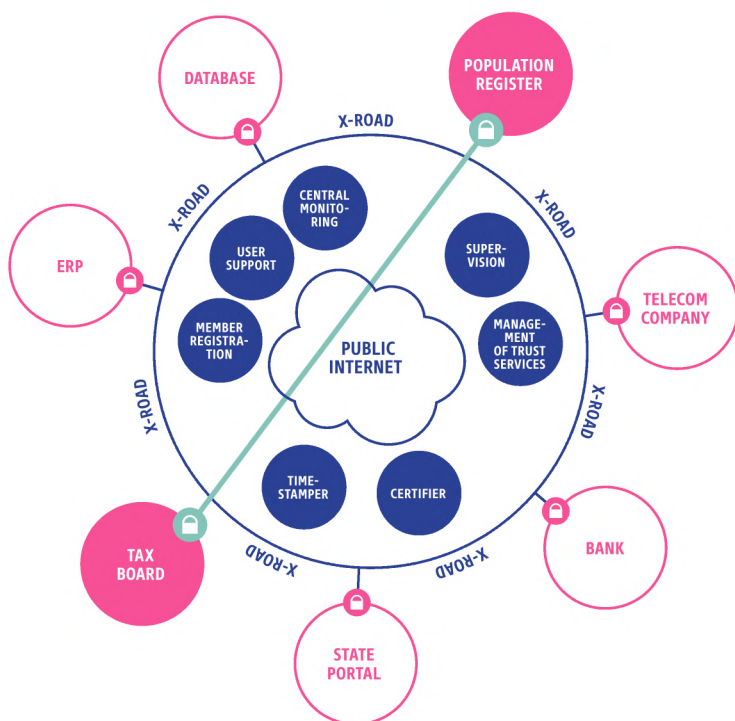 DATABASE
POPULATION
REGISTER
X-ROAD
X-ROAD
X-ROAD
CENTRAL
MONITO-
RING
USER
SUPPORT
SUPER-
VISION
ERP
TELECOM
COMPANY
MEMBER
REGISTRA-
TION
PUBLIC
INTERNET
MANAGE-
MENT
OF TRUST
SERVICES
X-ROAD
X-ROAD
TIME-
STAMPER
CERTIFIER
TAX
BOARD
X-ROAD
X-ROAD
BANK
STATE
PORTAL